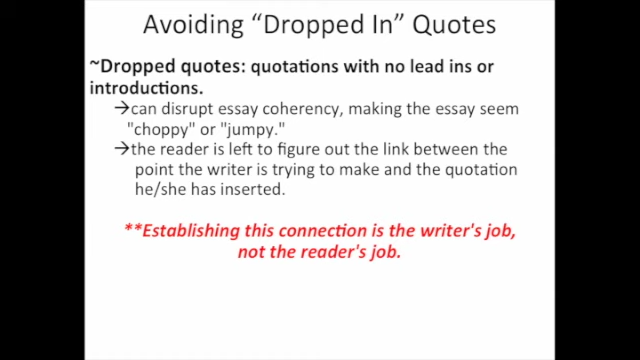 Avoiding “Dropped In” Quotes
~Dropped quotes: quotations with no lead ins or
introductions.
→can disrupt essay coherency, making the essay seem
"choppy" or "jumpy."
→the reader is left to figure out the link between the
point the writer is trying to make and the quotation
he/she has inserted.
**Establishing this connection is the writer's job,
not the reader's job.